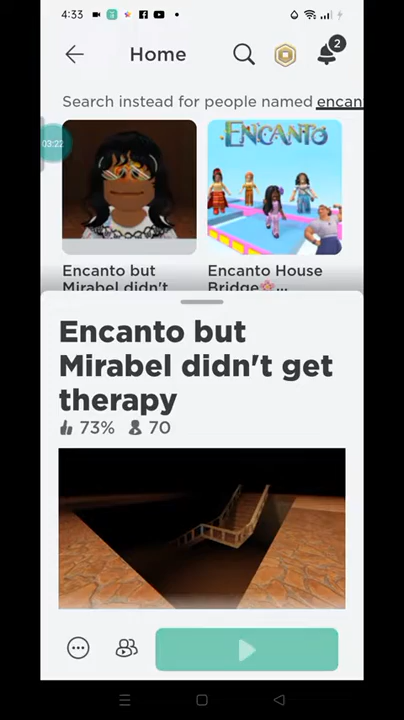 4:33
2
Home
Search instead for people named encan
03:22
ENCANTO
Encanto but
Mirabel didn't
Encanto House
Bridge🌸...
Encanto but
Mirabel didn't get
therapy
73% 70